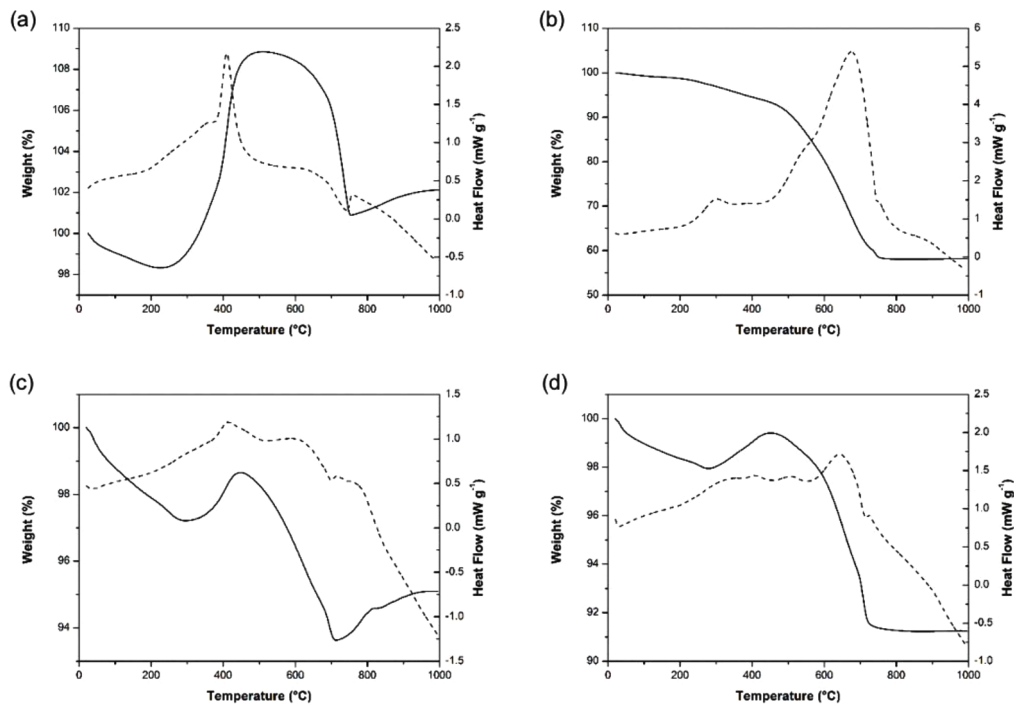 (a)
110
108
106
104
102
100
98
Weight (%)
2.5
2.0
1.5
1.0
0.5
0.0
-0.5
-1.0
Heat Flow (mW g⁻¹)
0 200 400 600 800 1000
Temperature (°C)
(b)
110
100
90
80
70
60
50
Weight (%)
6
5
4
3
2
1
0
-1
Heat Flow (mW g⁻¹)
0 200 400 600 800 1000
Temperature (°C)
(c)
100
98
96
94
Weight (%)
1.5
1.0
0.5
0.0
-0.5
-1.0
-1.5
Heat Flow (mW g⁻¹)
0 200 400 600 800 1000
Temperature (°C)
(d)
100
98
96
94
92
90
Weight (%)
2.5
2.0
1.5
1.0
0.5
0.0
-0.5
-1.0
Heat Flow (mW g⁻¹)
0 200 400 600 800 1000
Temperature (°C)